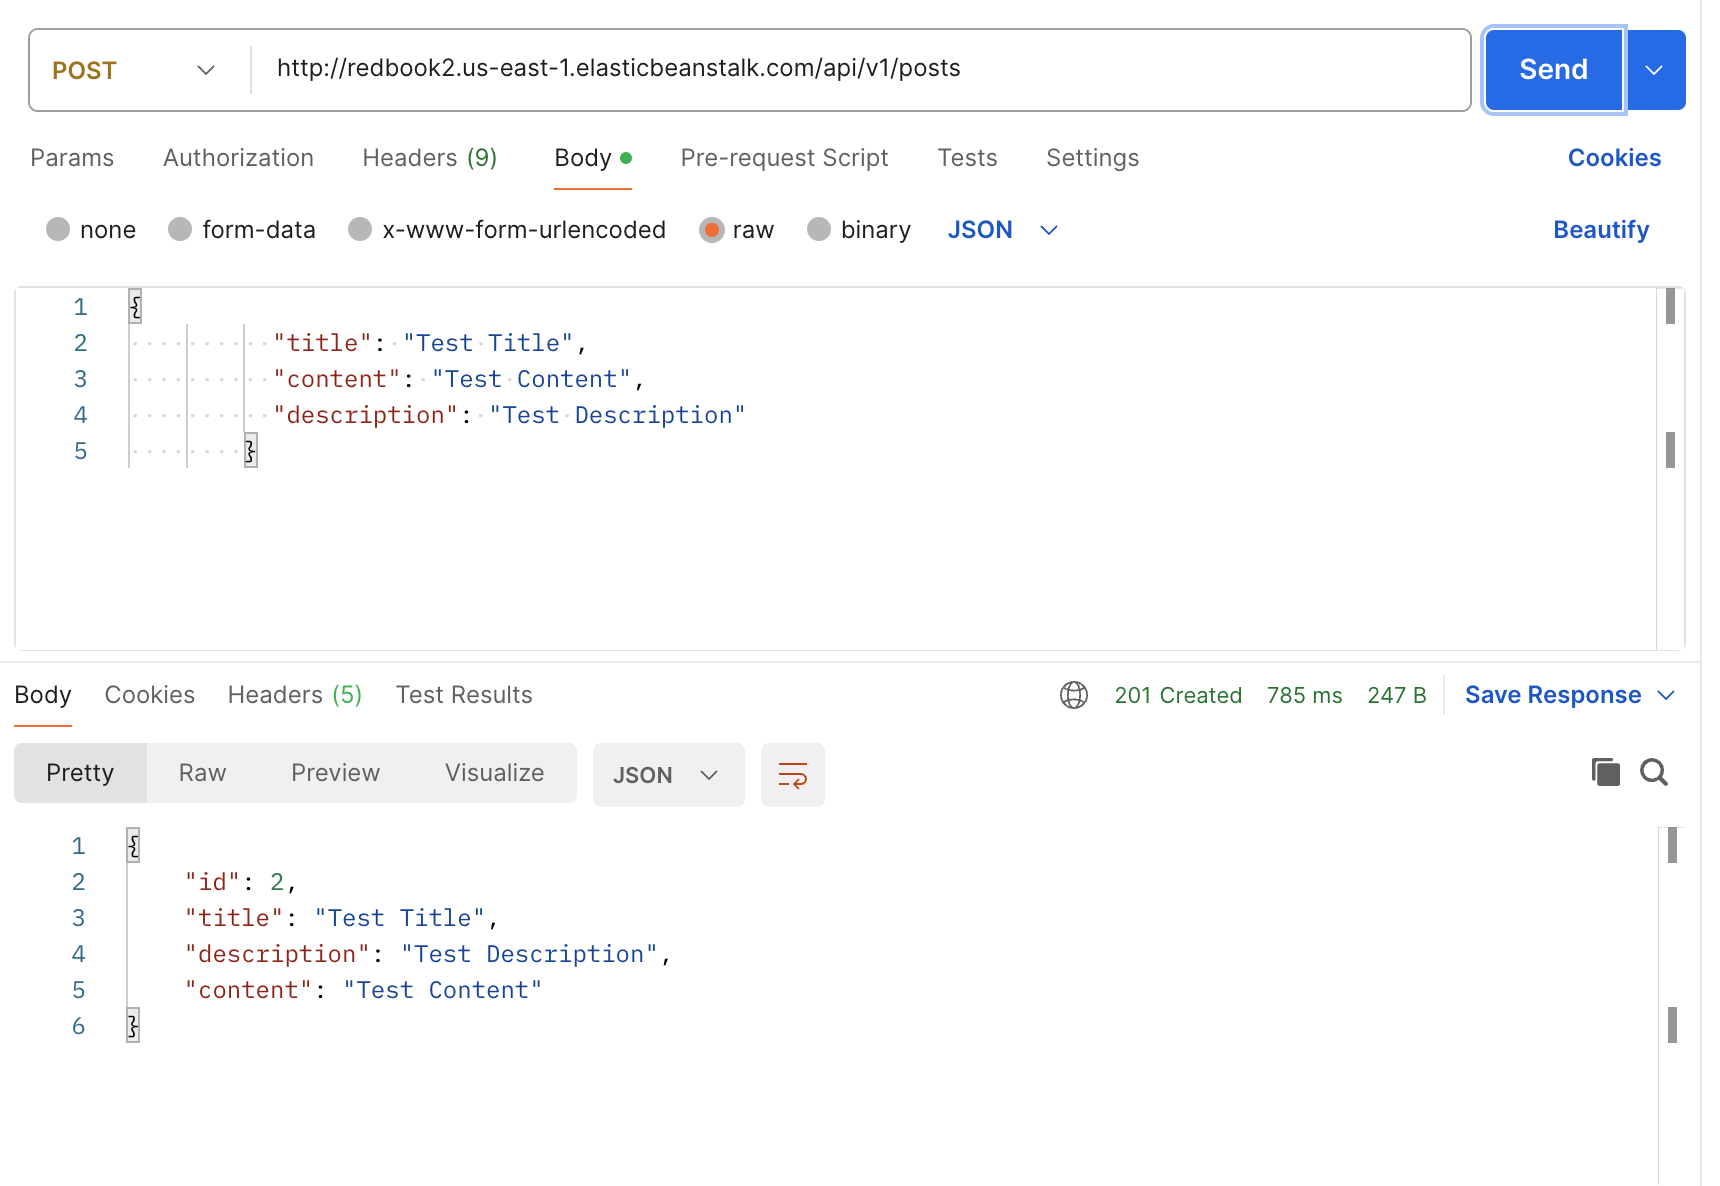 POST http://redbook2.us-east-1.elasticbeanstalk.com/api/v1/posts Send
Params Authorization Headers (9) Body Pre-request Script Tests Settings Cookies
none form-data x-www-form-urlencoded raw binary JSON Beautify
1 {
2 "title": "Test Title",
3 "content": "Test Content",
4 "description": "Test Description"
5 }
Body Cookies Headers (5) Test Results 201 Created 785 ms 247 B Save Response
Pretty Raw Preview Visualize JSON
1 {
2 "id": 2,
3 "title": "Test Title",
4 "description": "Test Description",
5 "content": "Test Content"
6 }